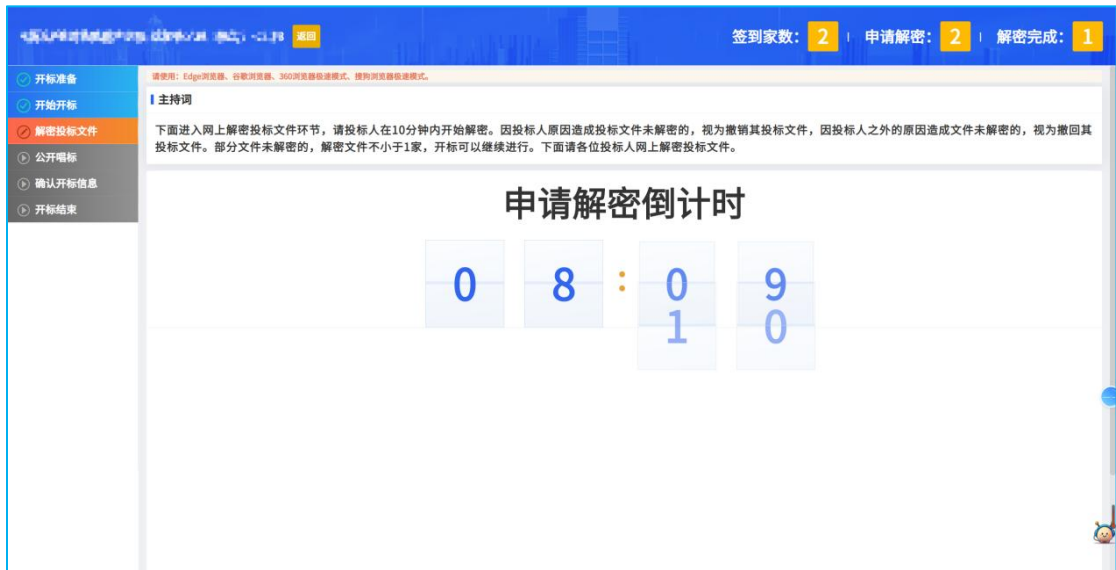 返回
签到家数： 2 申请解密： 2 解密完成： 1
开标准备
开始开标
解密投标文件
公开唱标
确认开标信息
开标结束
请使用：Edge浏览器、谷歌浏览器、360浏览器极速模式、搜狗浏览器极速模式。
主持词
下面进入网上解密投标文件环节，请投标人在10分钟内开始解密。因投标人原因造成投标文件未解密的，视为撤销其投标文件，因投标人之外的原因造成文件未解密的，视为撤回其
投标文件。部分文件未解密的，解密文件不小于1家，开标可以继续进行。下面请各位投标人网上解密投标文件。
申请解密倒计时
0 8 : 0 9
1 0